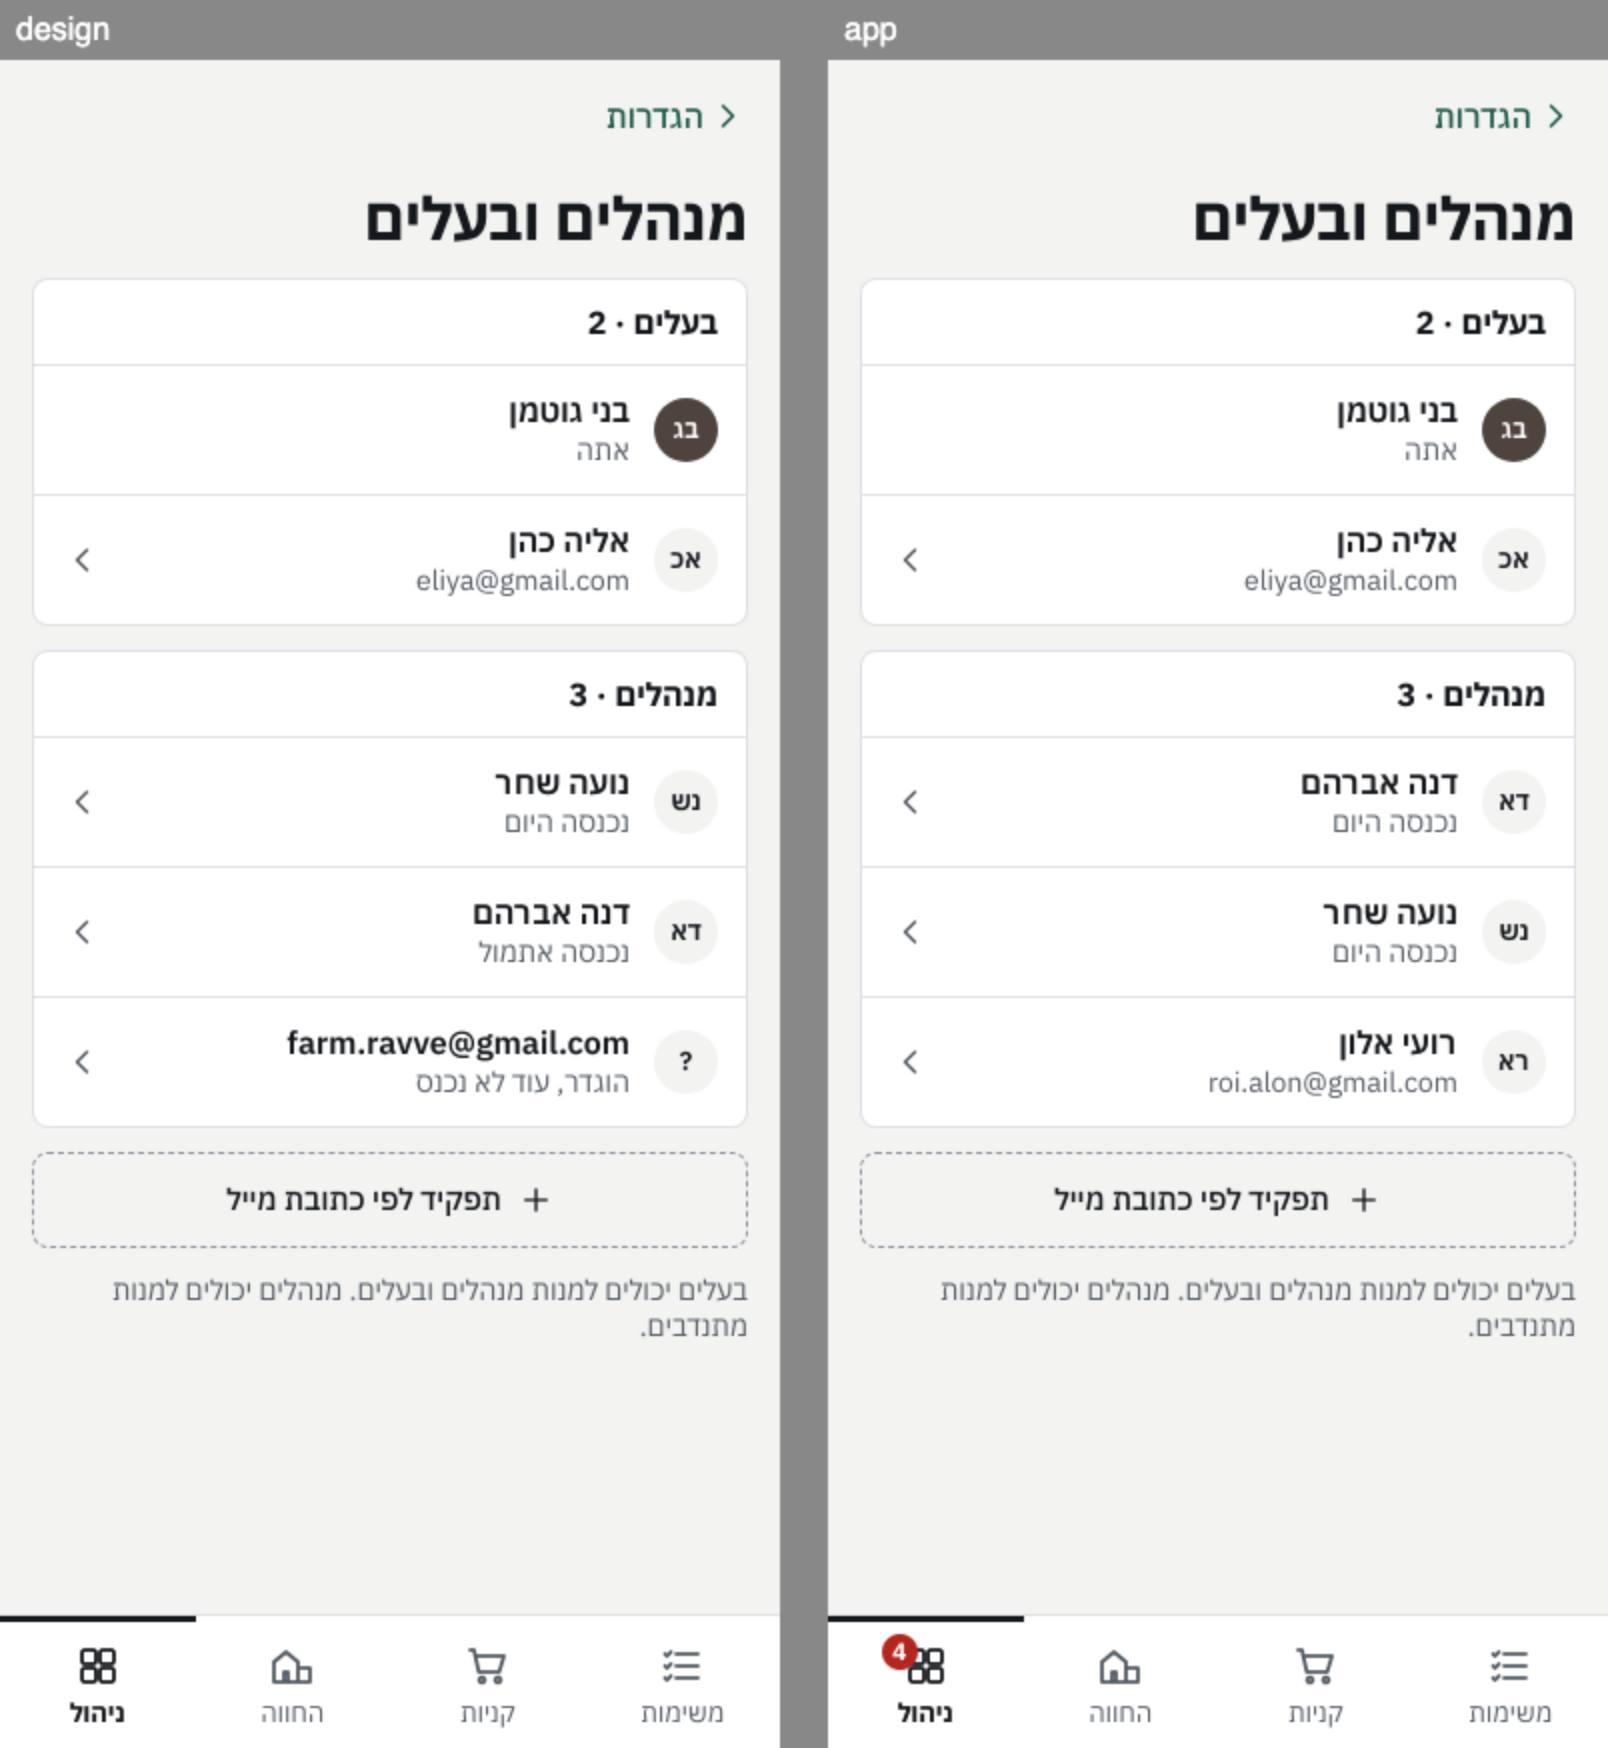 design
הגדרות
מנהלים ובעלים
בעלים · 2
בג
בני גוטמן
אתה
אכ
אליה כהן
eliya@gmail.com
מנהלים · 3
נש
נועה שחר
נכנסה היום
דא
דנה אברהם
נכנסה אתמול
?
farm.ravve@gmail.com
הוגדר, עוד לא נכנס
+ תפקיד לפי כתובת מייל
בעלים יכולים למנות מנהלים ובעלים. מנהלים יכולים למנות
מתנדבים.
משימות
קניות
החווה
ניהול
app
הגדרות
מנהלים ובעלים
בעלים · 2
בג
בני גוטמן
אתה
אכ
אליה כהן
eliya@gmail.com
מנהלים · 3
דא
דנה אברהם
נכנסה היום
נש
נועה שחר
נכנסה היום
רא
רועי אלון
roi.alon@gmail.com
+ תפקיד לפי כתובת מייל
בעלים יכולים למנות מנהלים ובעלים. מנהלים יכולים למנות
מתנדבים.
משימות
קניות
החווה
4
ניהול